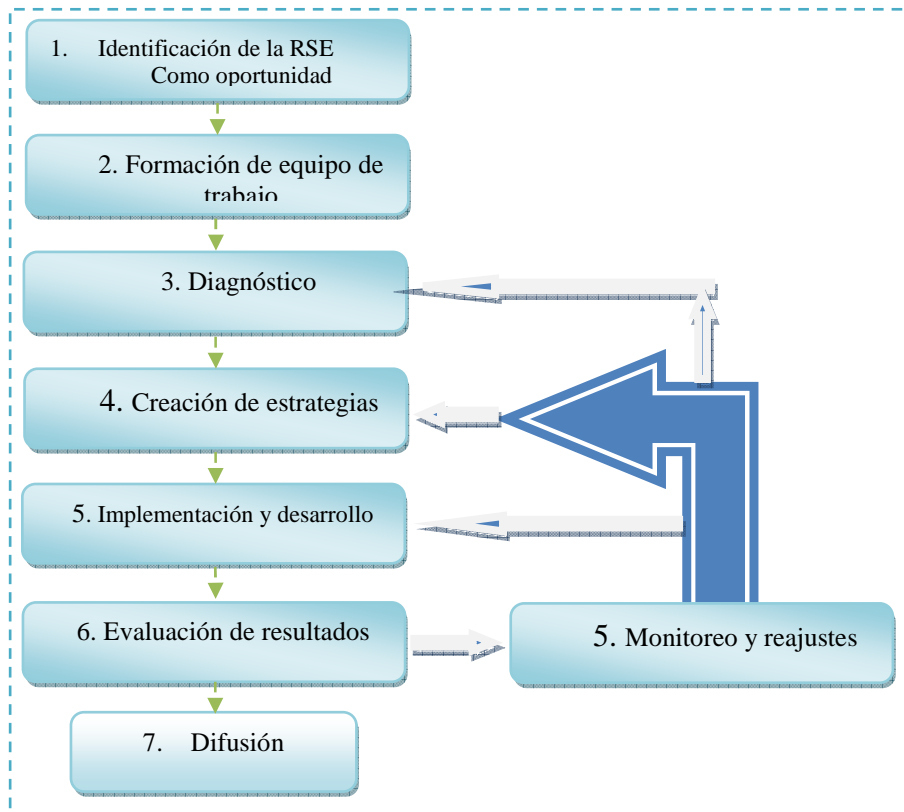 1. Identificación de la RSE
Como oportunidad
2. Formación de equipo de
trabajo
3. Diagnóstico
4. Creación de estrategias
5. Implementación y desarrollo
6. Evaluación de resultados
5. Monitoreo y reajustes
7. Difusión